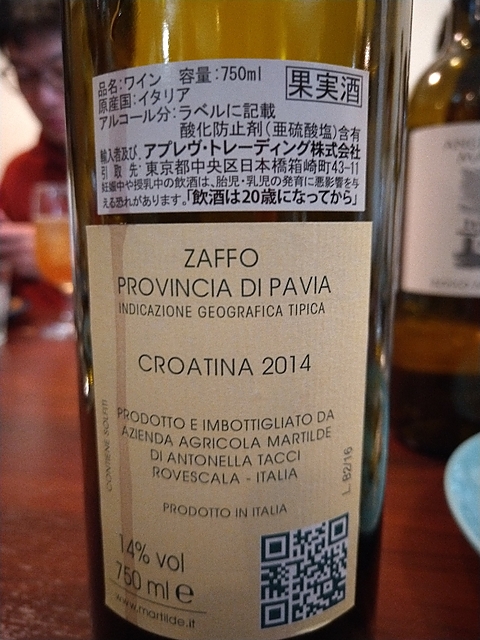 品名:ワイン 容量:750ml 果実酒
原産国:イタリア
アルコール分:ラベルに記載
酸化防止剤(亜硫酸塩)含有
輸入者及び、アプレヴ・トレーディング株式会社
引 取 先:東京都中央区日本橋箱崎町43-11
妊娠中や授乳中の飲酒は、胎児・乳児の発育に悪影響を与
える恐れがあります。「飲酒は20歳になってから」
ZAFFO
PROVINCIA DI PAVIA
INDICAZIONE GEOGRAFICA TIPICA
CROATINA 2014
PRODOTTO E IMBOTTIGLIATO DA
AZIENDA AGRICOLA MARTILDE
DI ANTONELLA TACCI
ROVESCALA - ITALIA
CONTIENE SOLFITI
L. B2/16
PRODOTTO IN ITALIA
14% vol
750 ml e
www.martilde.it